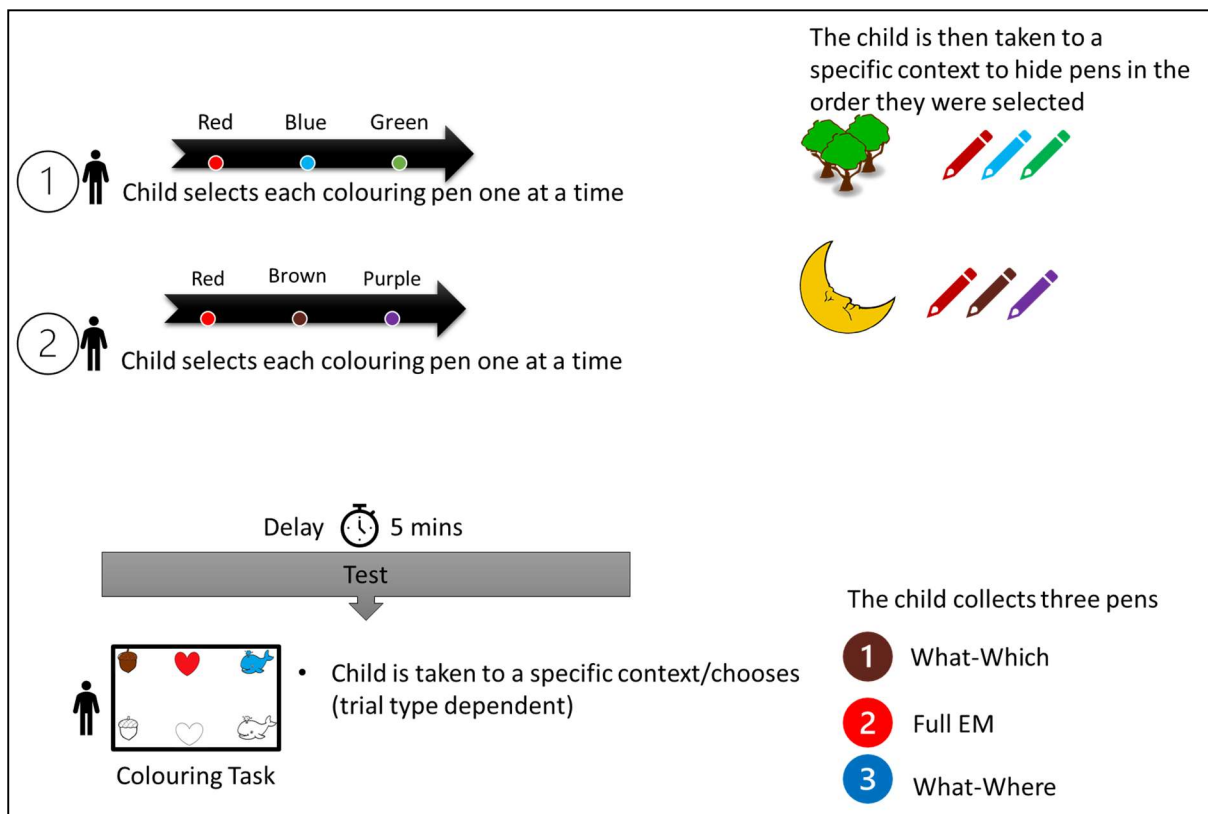 The child is then taken to a
specific context to hide pens in the
order they were selected
Red Blue Green
1
Child selects each colouring pen one at a time
Red Brown Purple
2
Child selects each colouring pen one at a time
Delay 5 mins
Test
The child collects three pens
• Child is taken to a specific context/chooses
(trial type dependent)
Colouring Task
1 What-Which
2 Full EM
3 What-Where